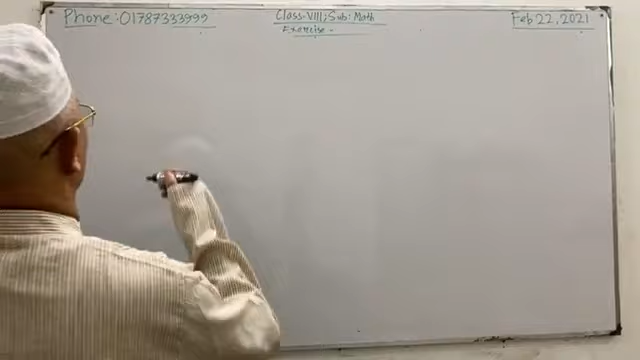 Phone: 01787333999
Class-VIII; Sub: Math
Exercise -
Feb 22, 2021